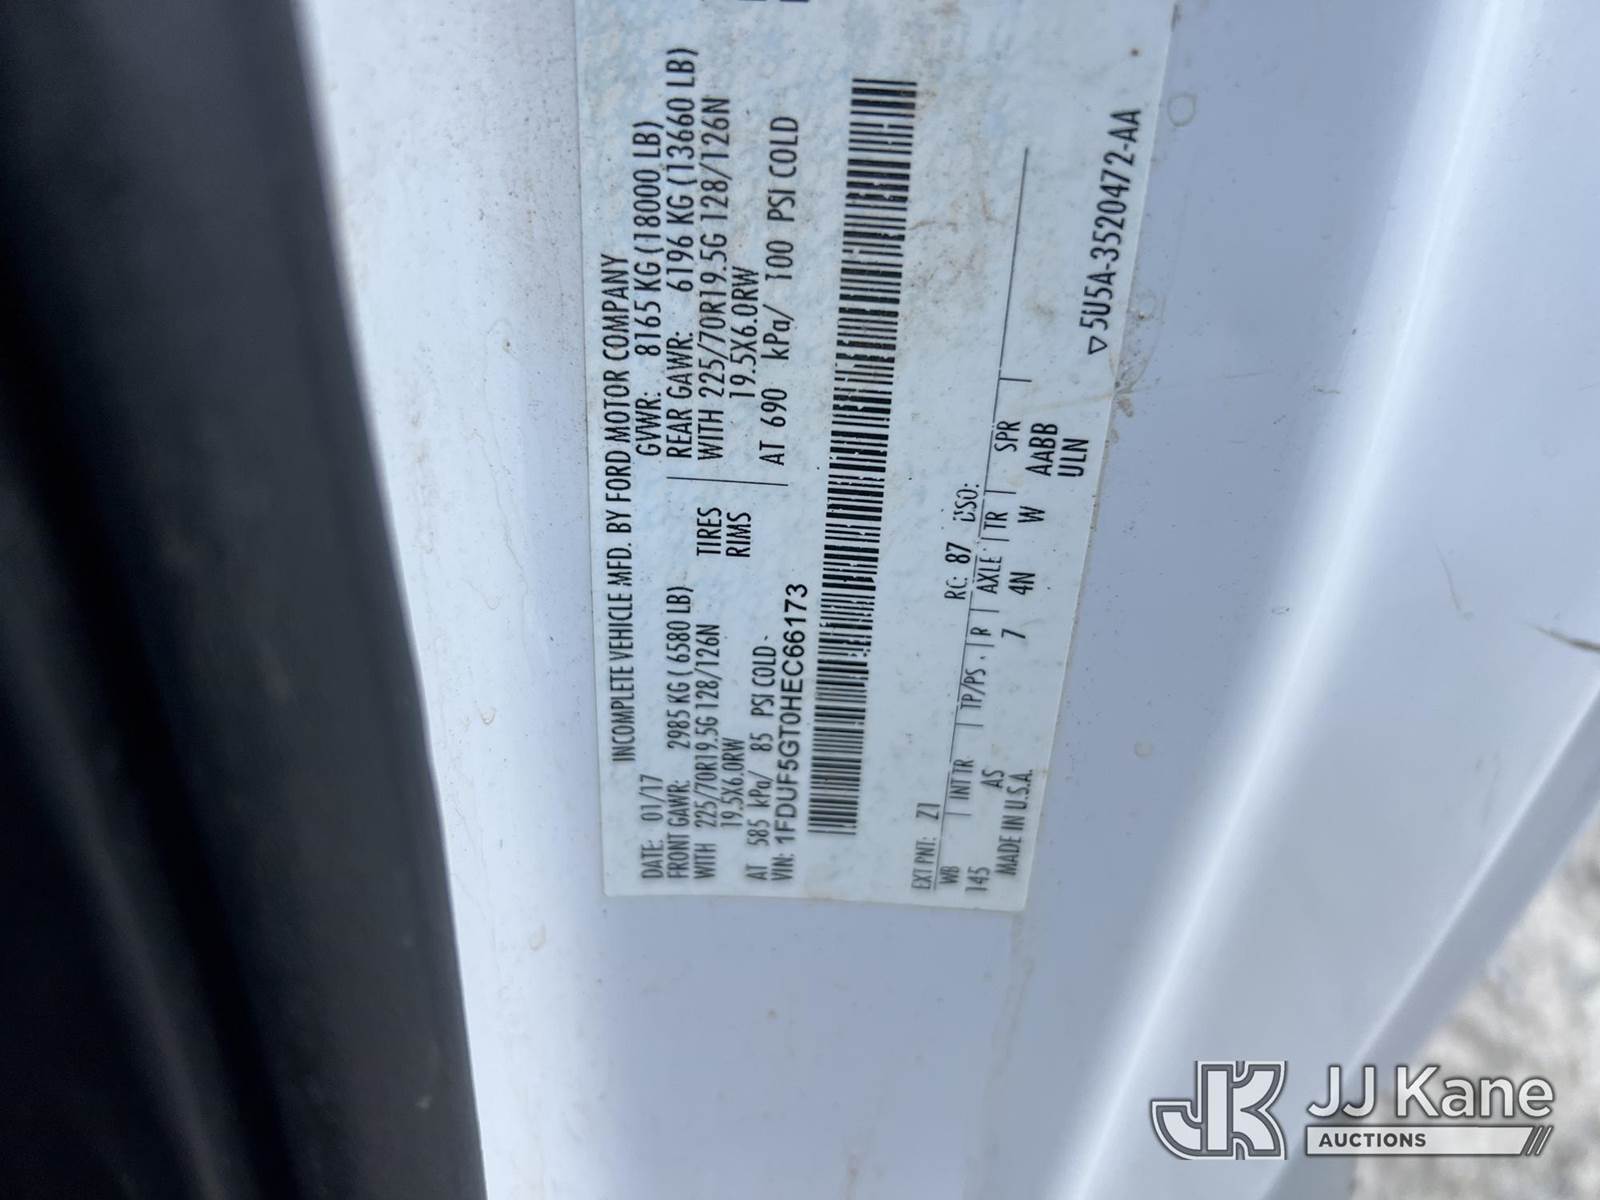 INCOMPLETE VEHICLE MFD. BY FORD MOTOR COMPANY
DATE: 01/17 GVWR: 8165 KG (18000 LB)
FRONT GAWR: 2985 KG ( 6580 LB) REAR GAWR: 6196 KG (13660 LB)
WITH 225/70R19.5G 128/126N TIRES WITH 225/70R19.5G 128/126N
19.5X6.0RW RIMS 19.5X6.0RW
AT 585 kPa/ 85 PSI COLD AT 690 kPa/ 100 PSI COLD
VIN: 1FDUF5GT0HEC66173
EXT PNT: Z1 RC: 87 DSO:
WB INT TR TP/PS R AXLE TR SPR
145 AS 7 4N W AABB
MADE IN U.S.A. ULN
▽5U5A-3520472-AA
JK JJ Kane
AUCTIONS